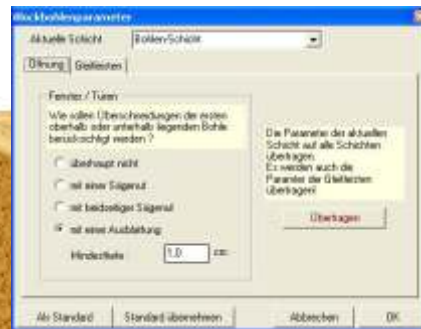 Blockbohlenparameter
Aktuelle Schicht
Bohlen-Schicht
Öffnung
Gleitleisten
Fenster / Türen
Wie sollen Überschneidungen der ersten
oberhalb oder unterhalb liegenden Bohle
berücksichtigt werden ?
überhaupt nicht
mit einer Sägenut
mit beidseitiger Sägenut
mit einer Ausblattung
Mindesttiefe
1.0
cm
Die Parameter der aktuellen
Schicht auf alle Schichten
übertragen.
Es werden auch die
Paramter der Gleitleisten
übertragen!
Übertragen
Als Standard
Standard übernehmen
Abbrechen
OK